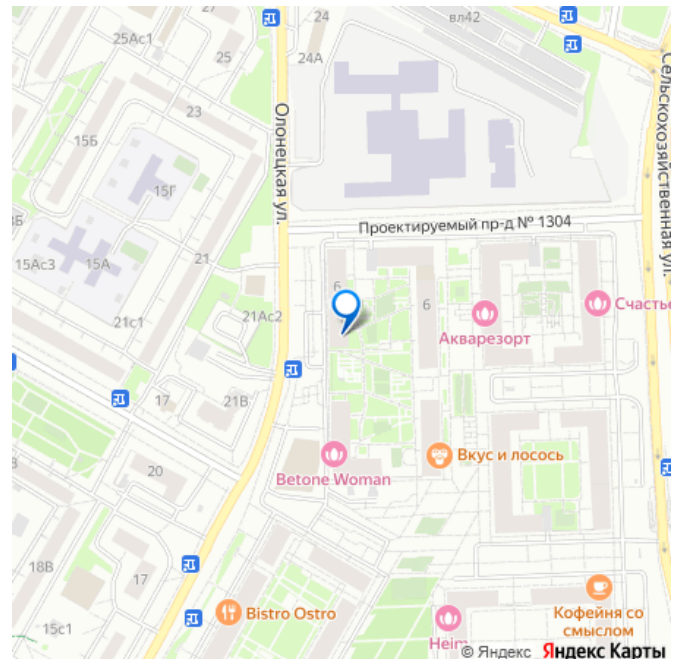 24
вл42
25Ас1
27
25
24А
Олонецкая ул.
Сельскохозяйственная ул.
23
15Б
15Г
Проектируемый пр-д № 1304
15Ас3
15А
21
6
6
Счастье
21с1
21Ас2
Акварезорт
17
21В
Вкус и лосось
20
Betone Woman
18В
17
15с1
Bistro Ostro
Heim
Кофейня со
смыслом
© Яндекс Яндекс Карты